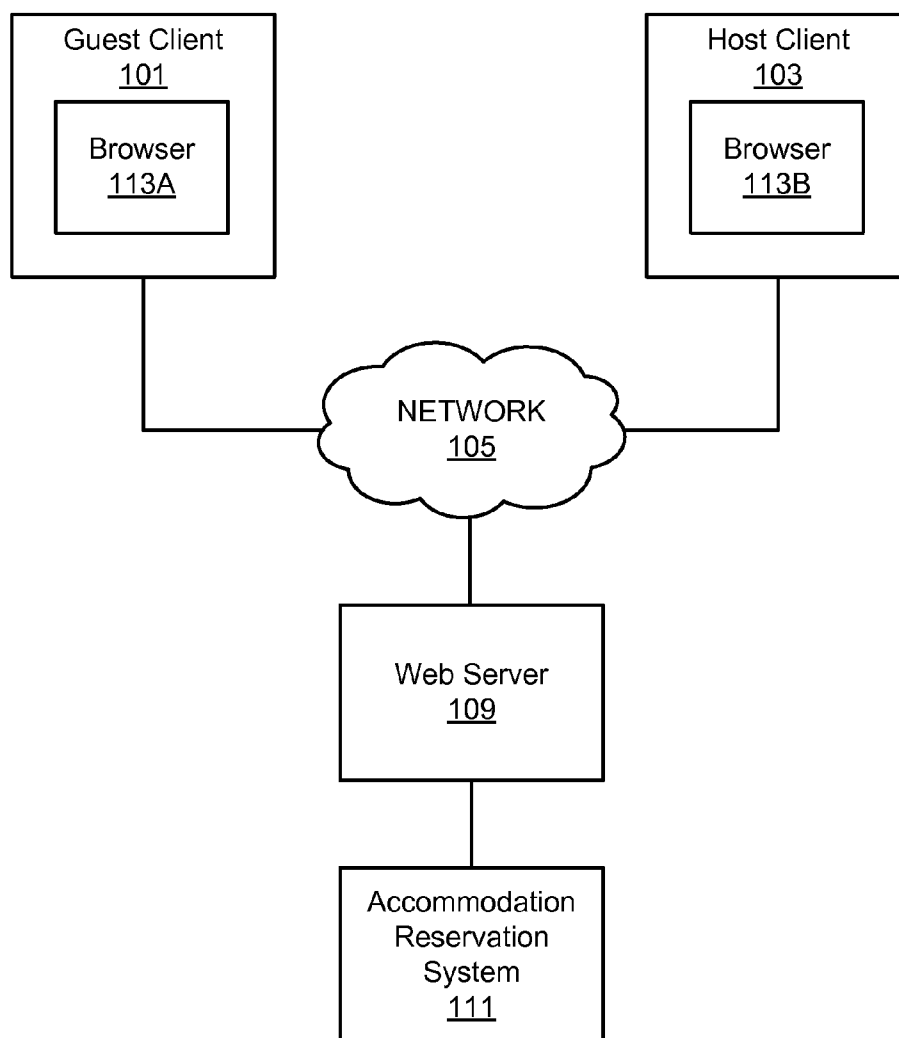 Guest Client
101
Browser
113A
Host Client
103
Browser
113B
NETWORK
105
Web Server
109
Accommodation
Reservation
System
111